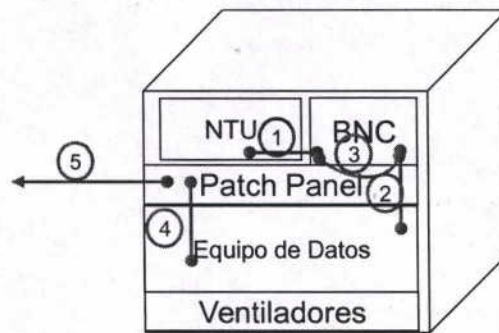 NTU 1 BNC
3
5 Patch Panel 2
4 Equipo de Datos
Ventiladores